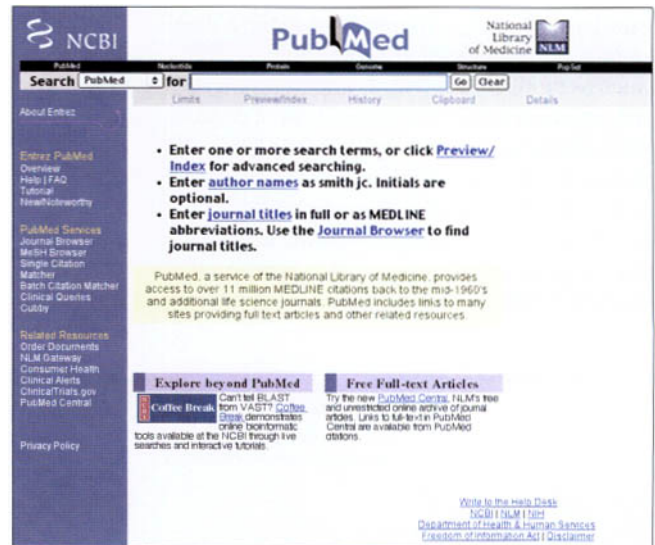 NCBI
PubMed
National
Library
of Medicine NLM
PubMed Nucleotide Protein Genome Structure PopSet
Search PubMed for Go Clear
Limits Preview/Index History Clipboard Details
About Entrez
Entrez PubMed
Overview
Help | FAQ
Tutorial
New/Noteworthy
PubMed Services
Journal Browser
MeSH Browser
Single Citation
Matcher
Batch Citation Matcher
Clinical Queries
Cubby
Related Resources
Order Documents
NLM Gateway
Consumer Health
Clinical Alerts
ClinicalTrials.gov
PubMed Central
Privacy Policy
• Enter one or more search terms, or click Preview/
Index for advanced searching.
• Enter author names as smith jc. Initials are
optional.
• Enter journal titles in full or as MEDLINE
abbreviations. Use the Journal Browser to find
journal titles.
PubMed, a service of the National Library of Medicine, provides
access to over 11 million MEDLINE citations back to the mid-1960's
and additional life science journals. PubMed includes links to many
sites providing full text articles and other related resources.
Explore beyond PubMed
NCBI Coffee Break
Can't tell BLAST
from VAST? Coffee
Break demonstrates
online bioinformatic
tools available at the NCBI through live
searches and interactive tutorials.
Free Full-text Articles
Try the new PubMed Central, NLM's free
and unrestricted online archive of journal
articles. Links to full-text in PubMed
Central are available from PubMed
citations.
Write to the Help Desk
NCBI | NLM | NIH
Department of Health & Human Services
Freedom of Information Act | Disclaimer